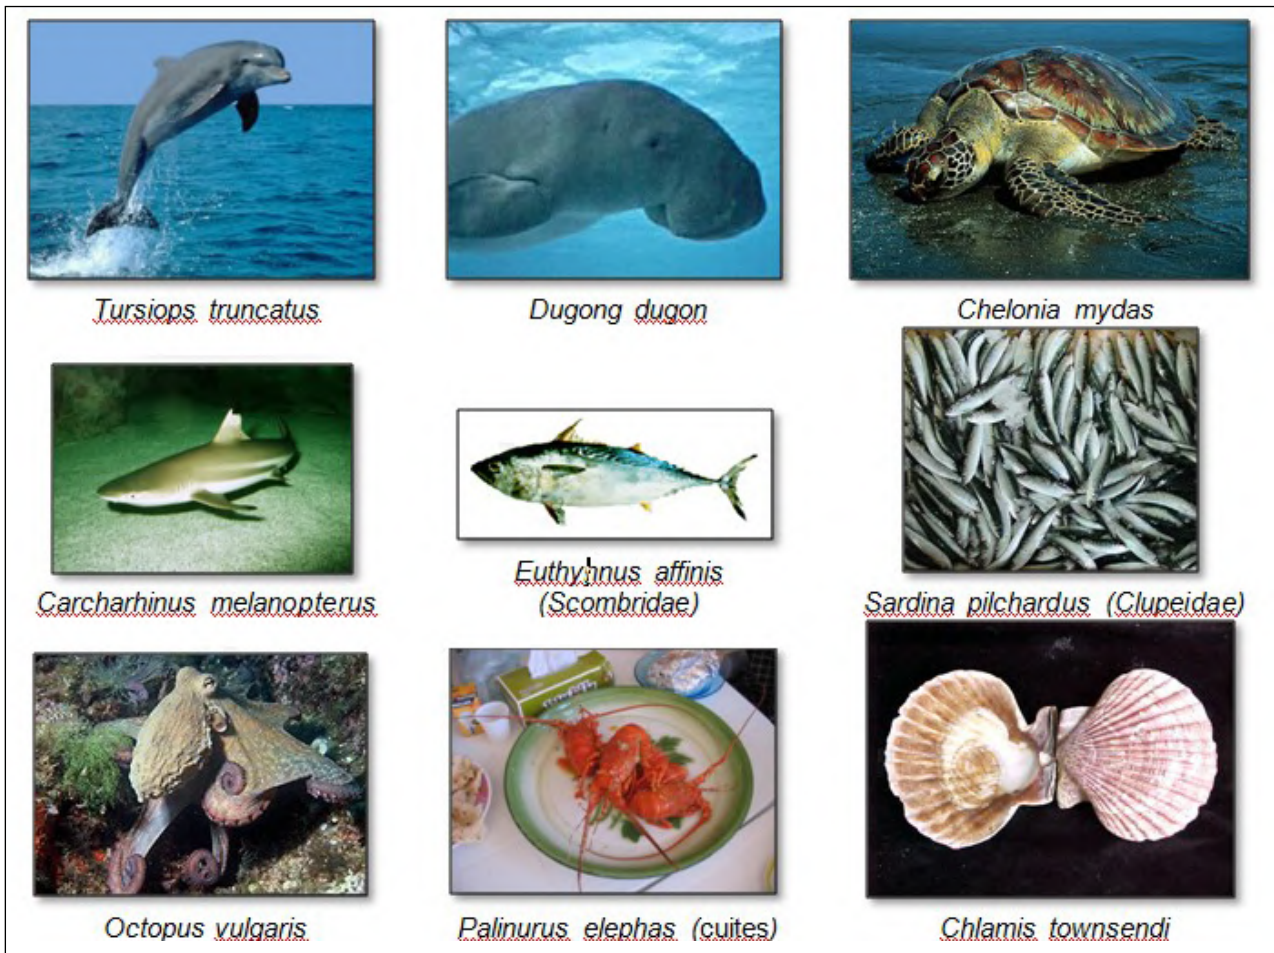 Tursiops truncatus
Dugong dugon
Chelonia mydas
Carcharhinus melanopterus
Euthynnus affinis
(Scombridae)
Sardina pilchardus (Clupeidae)
Octopus vulgaris
Palinurus elephas (cuites)
Chlamis townsendi